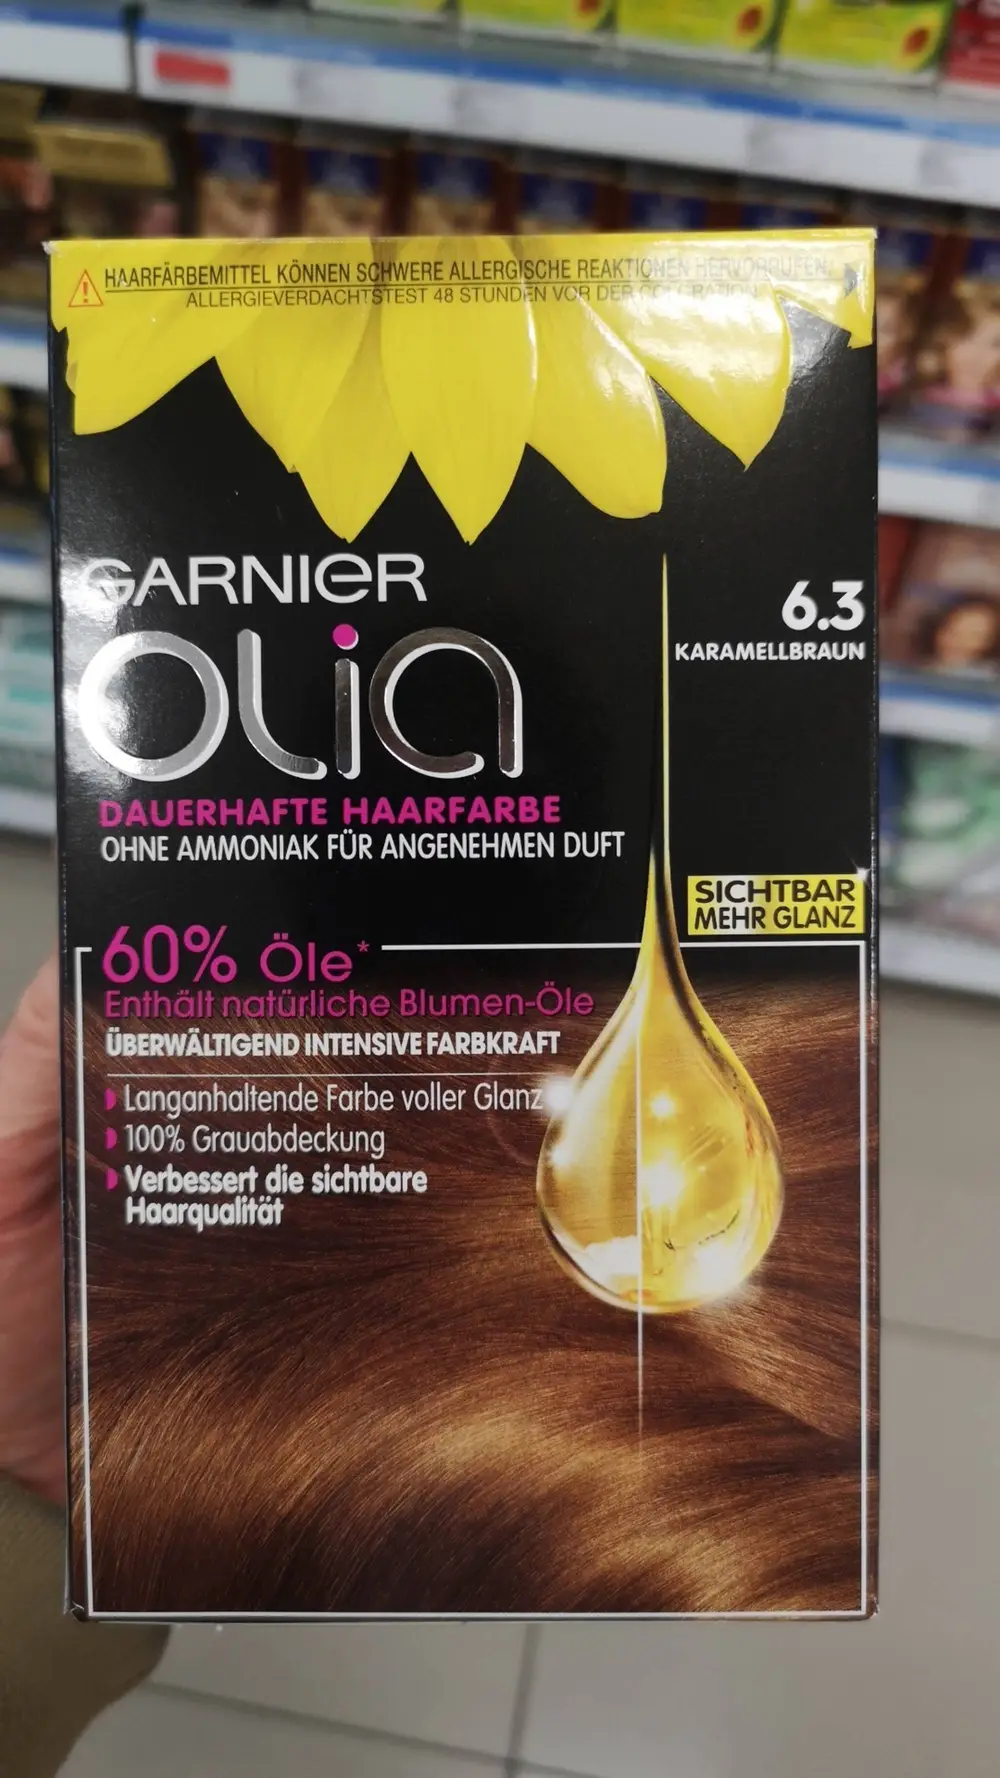 HAARFÄRBEMITTEL KÖNNEN SCHWERE ALLERGISCHE REAKTIONEN HERVORRUFEN.
ALLERGIEVERDACHTSTEST 48 STUNDEN VOR DER COLORATION
GARNIER
OLIA
6.3
KARAMELLBRAUN
DAUERHAFTE HAARFARBE
OHNE AMMONIAK FÜR ANGENEHMEN DUFT
SICHTBAR
MEHR GLANZ
60% Öle*
Enthält natürliche Blumen-Öle
ÜBERWÄLTIGEND INTENSIVE FARBKRAFT
Langanhaltende Farbe voller Glanz
100% Grauabdeckung
Verbessert die sichtbare
Haarqualität